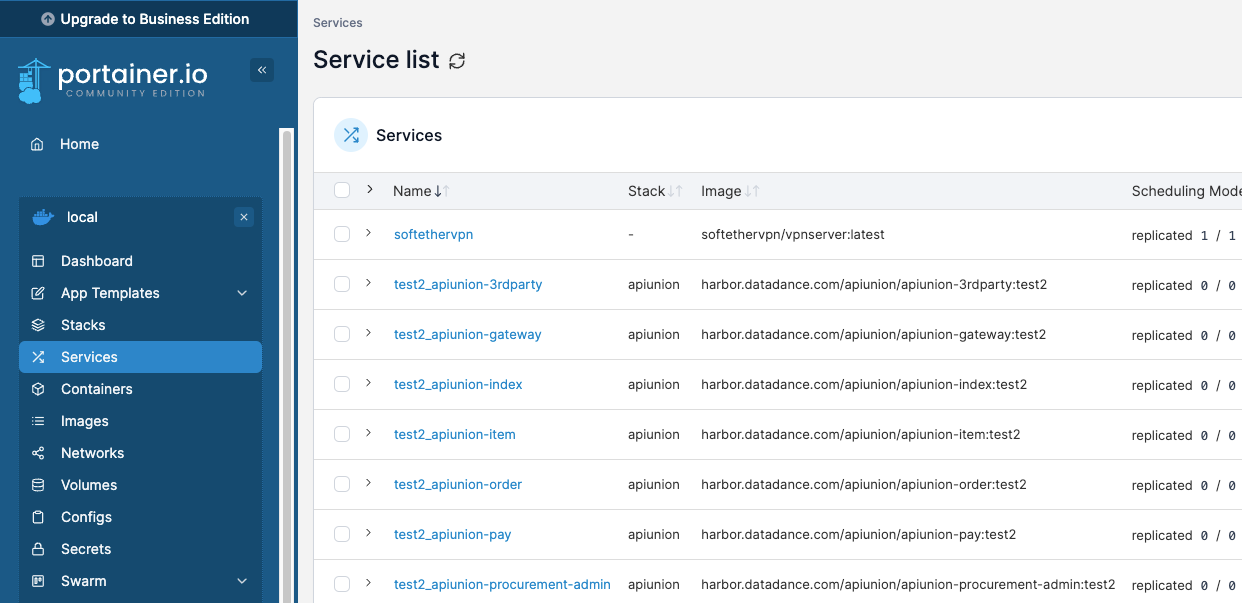 Upgrade to Business Edition
portainer.io
COMMUNITY EDITION
Home
local
Dashboard
App Templates
Stacks
Services
Containers
Images
Networks
Volumes
Configs
Secrets
Swarm
Services
Service list
Services
Name Stack Image Scheduling Mode
softethervpn - softethervpn/vpnserver:latest replicated 1 / 1
test2_apiunion-3rdparty apiunion harbor.datadance.com/apiunion/apiunion-3rdparty:test2 replicated 0 / 0
test2_apiunion-gateway apiunion harbor.datadance.com/apiunion/apiunion-gateway:test2 replicated 0 / 0
test2_apiunion-index apiunion harbor.datadance.com/apiunion/apiunion-index:test2 replicated 0 / 0
test2_apiunion-item apiunion harbor.datadance.com/apiunion/apiunion-item:test2 replicated 0 / 0
test2_apiunion-order apiunion harbor.datadance.com/apiunion/apiunion-order:test2 replicated 0 / 0
test2_apiunion-pay apiunion harbor.datadance.com/apiunion/apiunion-pay:test2 replicated 0 / 0
test2_apiunion-procurement-admin apiunion harbor.datadance.com/apiunion/apiunion-procurement-admin:test2 replicated 0 / 0